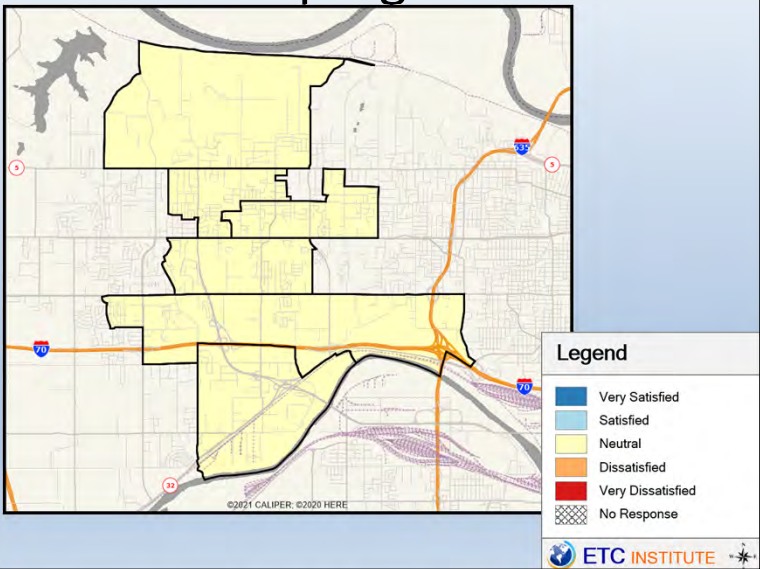 5
635
5
70
Legend
70
Very Satisfied
Satisfied
Neutral
Dissatisfied
Very Dissatisfied
No Response
32
©2021 CALIPER; ©2020 HERE
ETC INSTITUTE